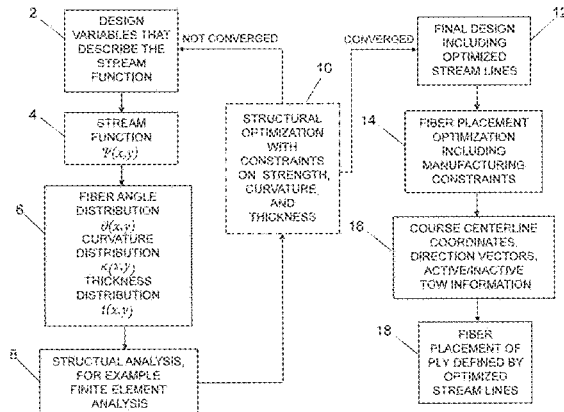 2
DESIGN
VARIABLES THAT
DESCRIBE THE
STREAM
FUNCTION
4
STREAM
FUNCTION
Ψ(x,y)
6
FIBER ANGLE
DISTRIBUTION
θ(x,y)
CURVATURE
DISTRIBUTION
κ(x,y)
THICKNESS
DISTRIBUTION
t(x,y)
8
STRUCTUAL ANALYSIS,
FOR EXAMPLE
FINITE ELEMENT
ANALYSIS
NOT CONVERGED
CONVERGED
10
STRUCTURAL
OPTIMIZATION
WITH
CONSTRAINTS
ON STRENGTH,
CURVATURE,
AND
THICKNESS
12
FINAL DESIGN
INCLUDING
OPTIMIZED
STREAM LINES
14
FIBER PLACEMENT
OPTIMIZATION
INCLUDING
MANUFACTURING
CONSTRAINTS
16
COURSE CENTERLINE
COORDINATES,
DIRECTION VECTORS,
ACTIVE/INACTIVE
TOW INFORMATION
18
FIBER
PLACEMENT OF
PLY DEFINED BY
OPTIMIZED
STREAM LINES